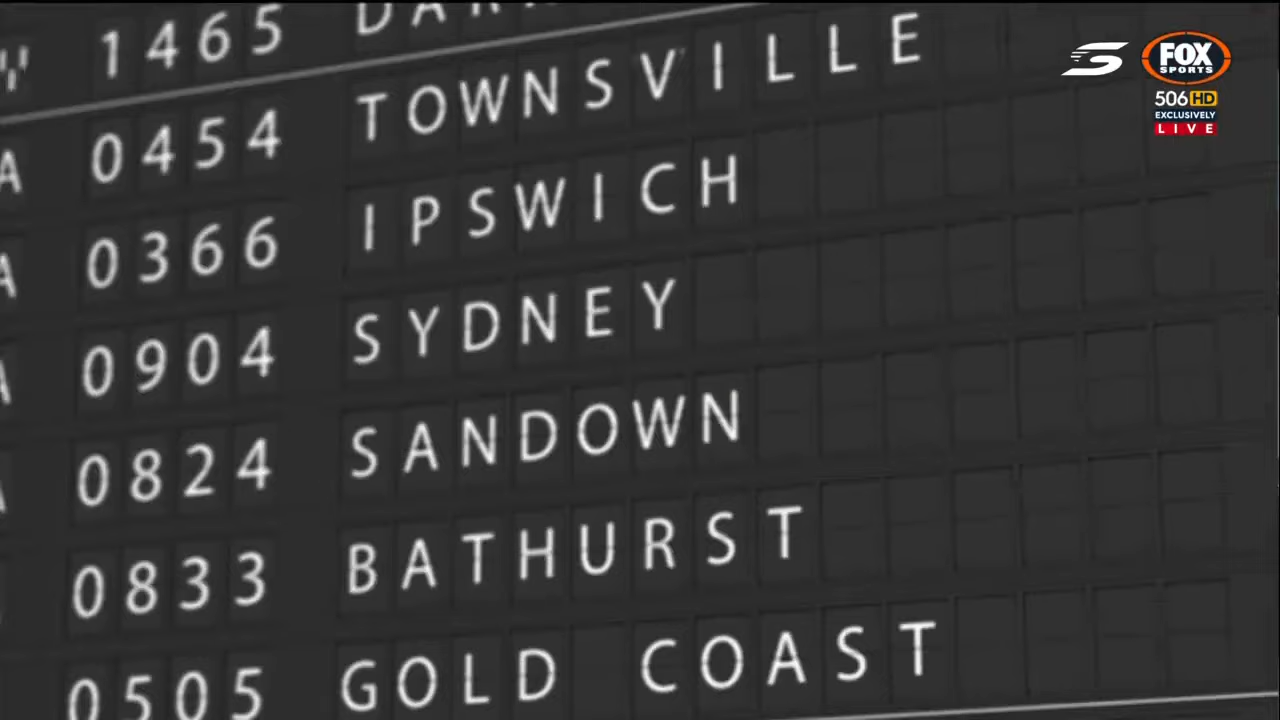 1465
0454 TOWNSVILLE
0366 IPSWICH
0904 SYDNEY
0824 SANDOWN
0833 BATHURST
0505 GOLD COAST
FOX
SPORTS
506 HD
EXCLUSIVELY
LIVE